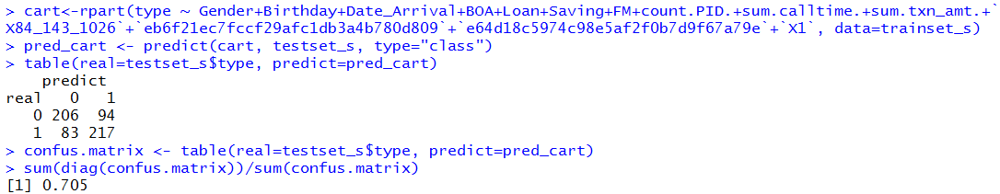 > cart<-rpart(type ~ Gender+Birthday+Date_Arrival+BOA+Loan+Saving+FM+count.PID.+sum.calltime.+sum.txn_amt.+`
X84_143_1026`+`eb6f21ec7fccf29afc1db3a4b780d809`+`e64d18c5974c98e5af2f0b7d9f67a79e`+`X1`, data=trainset_s)
> pred_cart <- predict(cart, testset_s, type="class")
> table(real=testset_s$type, predict=pred_cart)
    predict
real   0   1
   0 206  94
   1  83 217
> confus.matrix <- table(real=testset_s$type, predict=pred_cart)
> sum(diag(confus.matrix))/sum(confus.matrix)
[1] 0.705